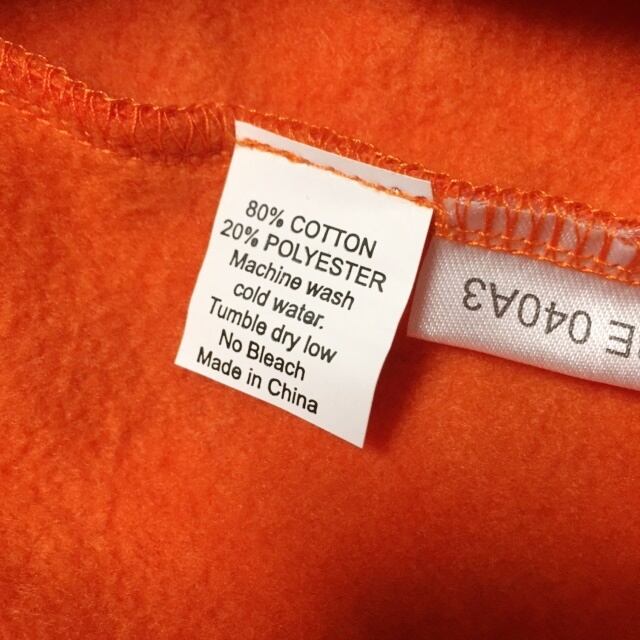 80% COTTON
20% POLYESTER
Machine wash
cold water.
Tumble dry low
No Bleach
Made in China
040A3